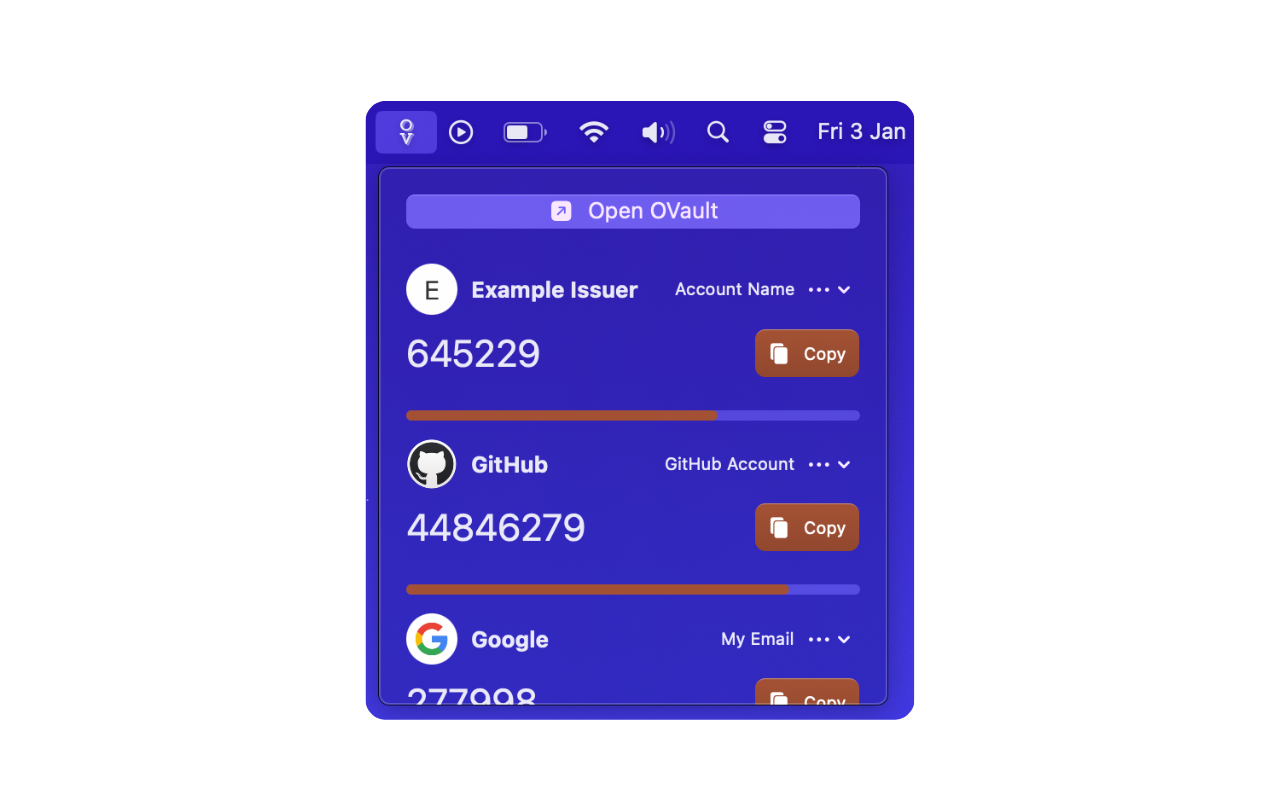 Fri 3 Jan
Open OVault
E Example Issuer Account Name
645229 Copy
GitHub GitHub Account
44846279 Copy
Google My Email
277998 Copy